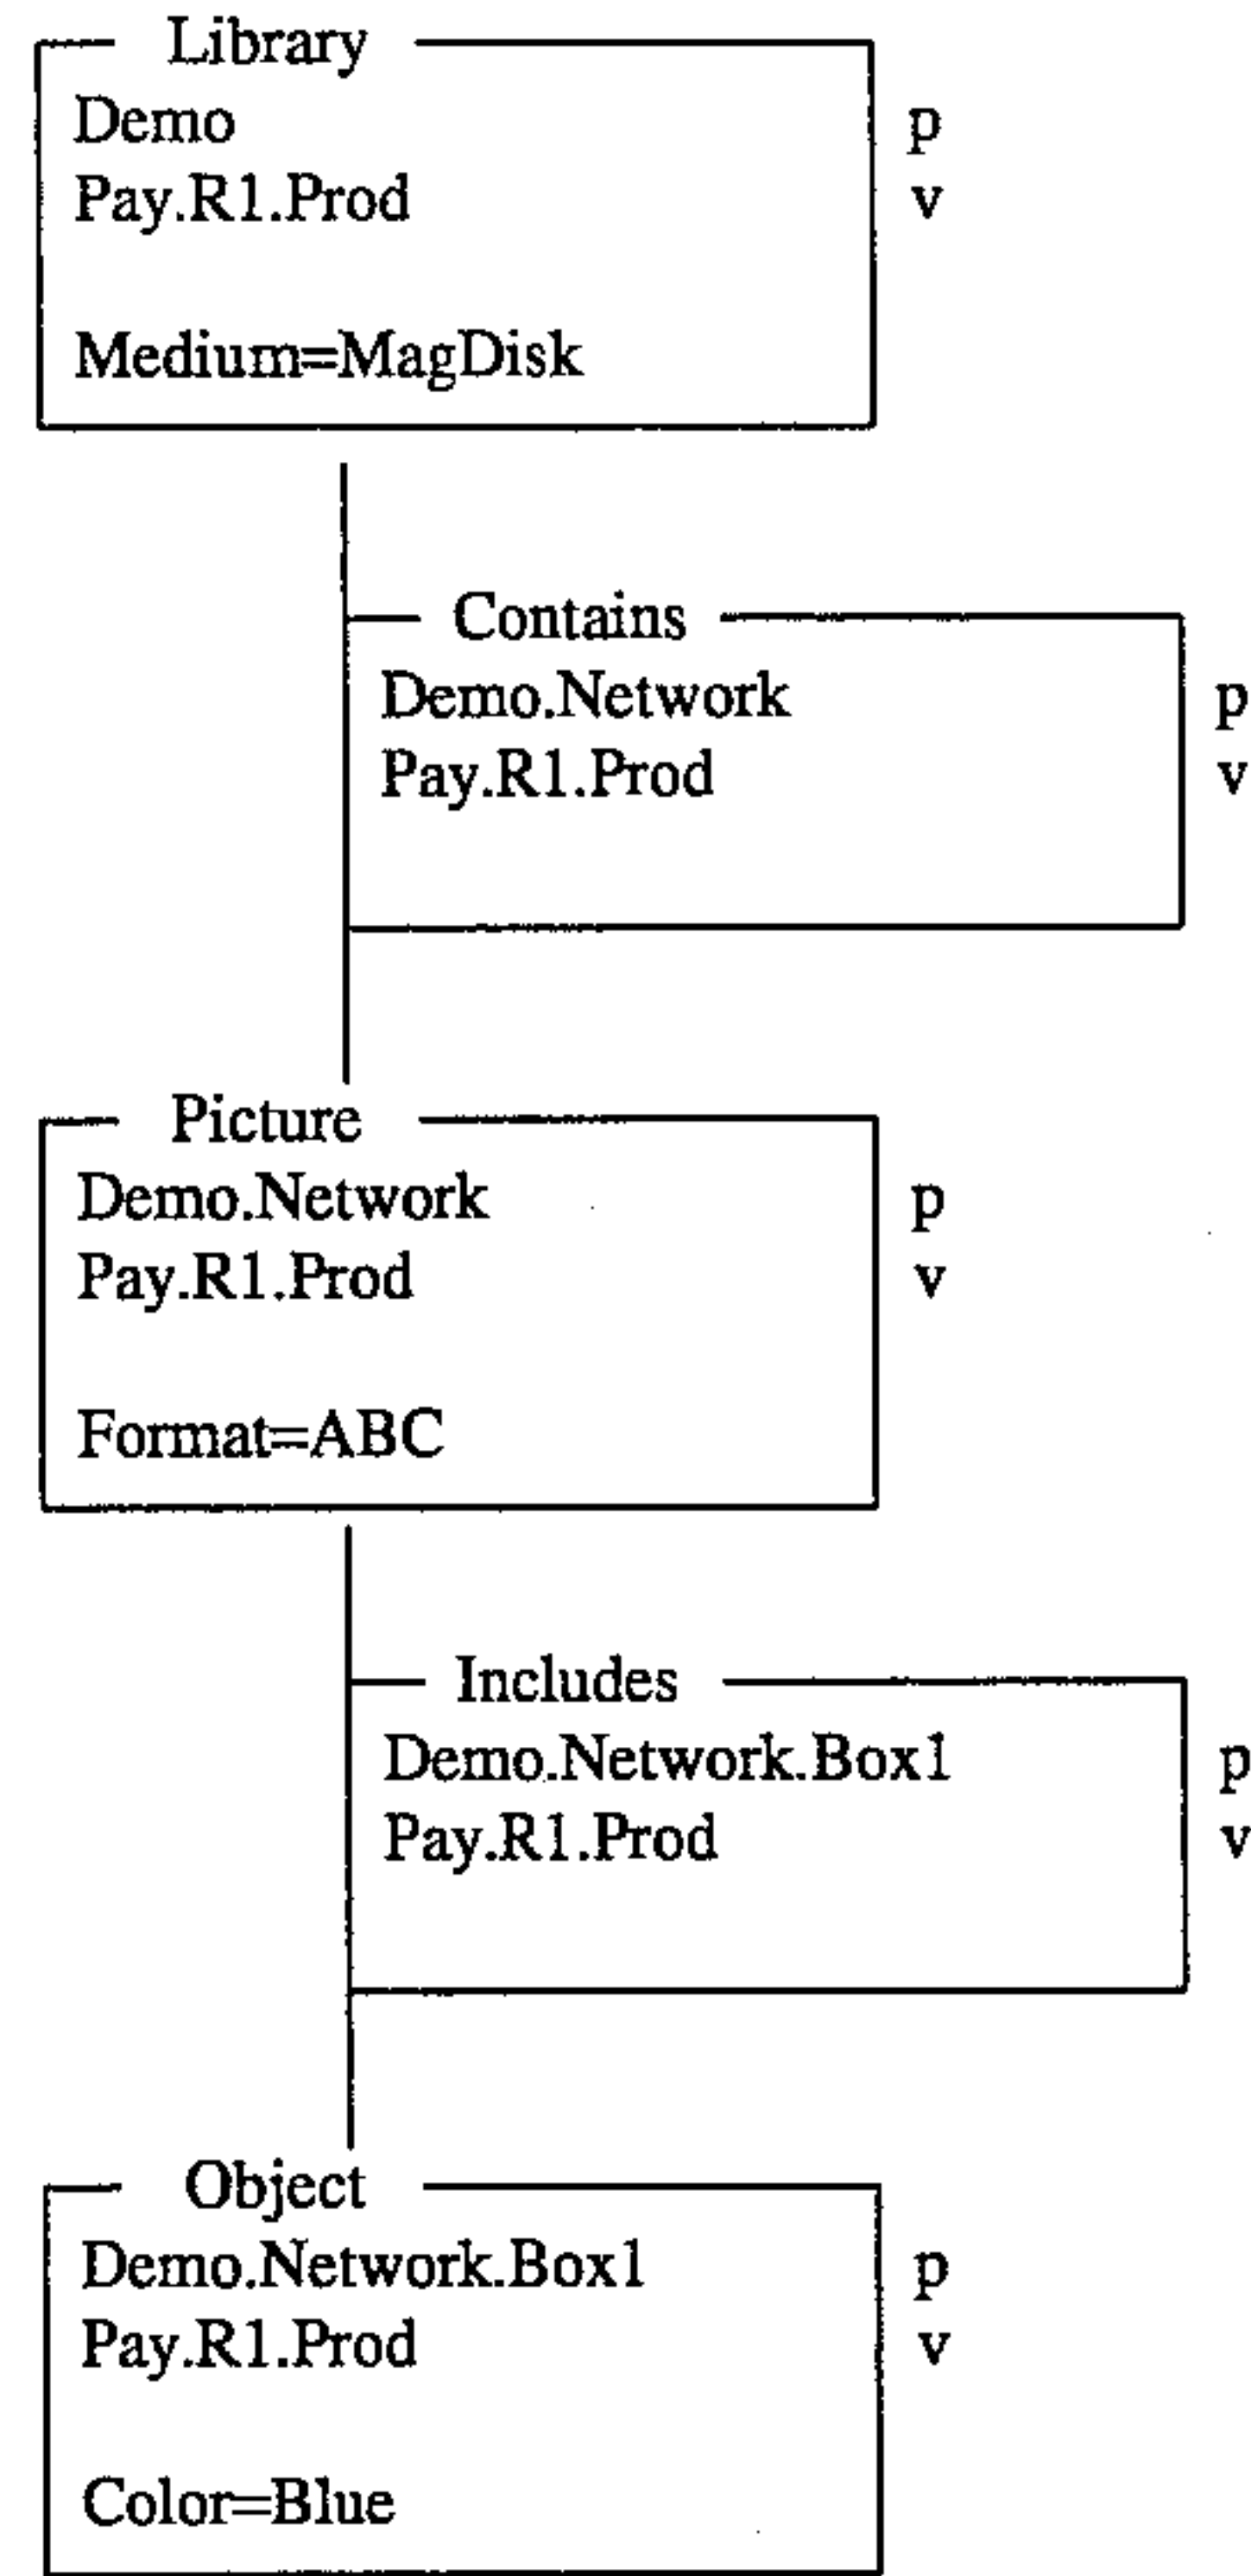 Library
Demo p
Pay.R1.Prod v
Medium=MagDisk
Contains
Demo.Network p
Pay.R1.Prod v
Picture
Demo.Network p
Pay.R1.Prod v
Format=ABC
Includes
Demo.Network.Box1 p
Pay.R1.Prod v
Object
Demo.Network.Box1 p
Pay.R1.Prod v
Color=Blue